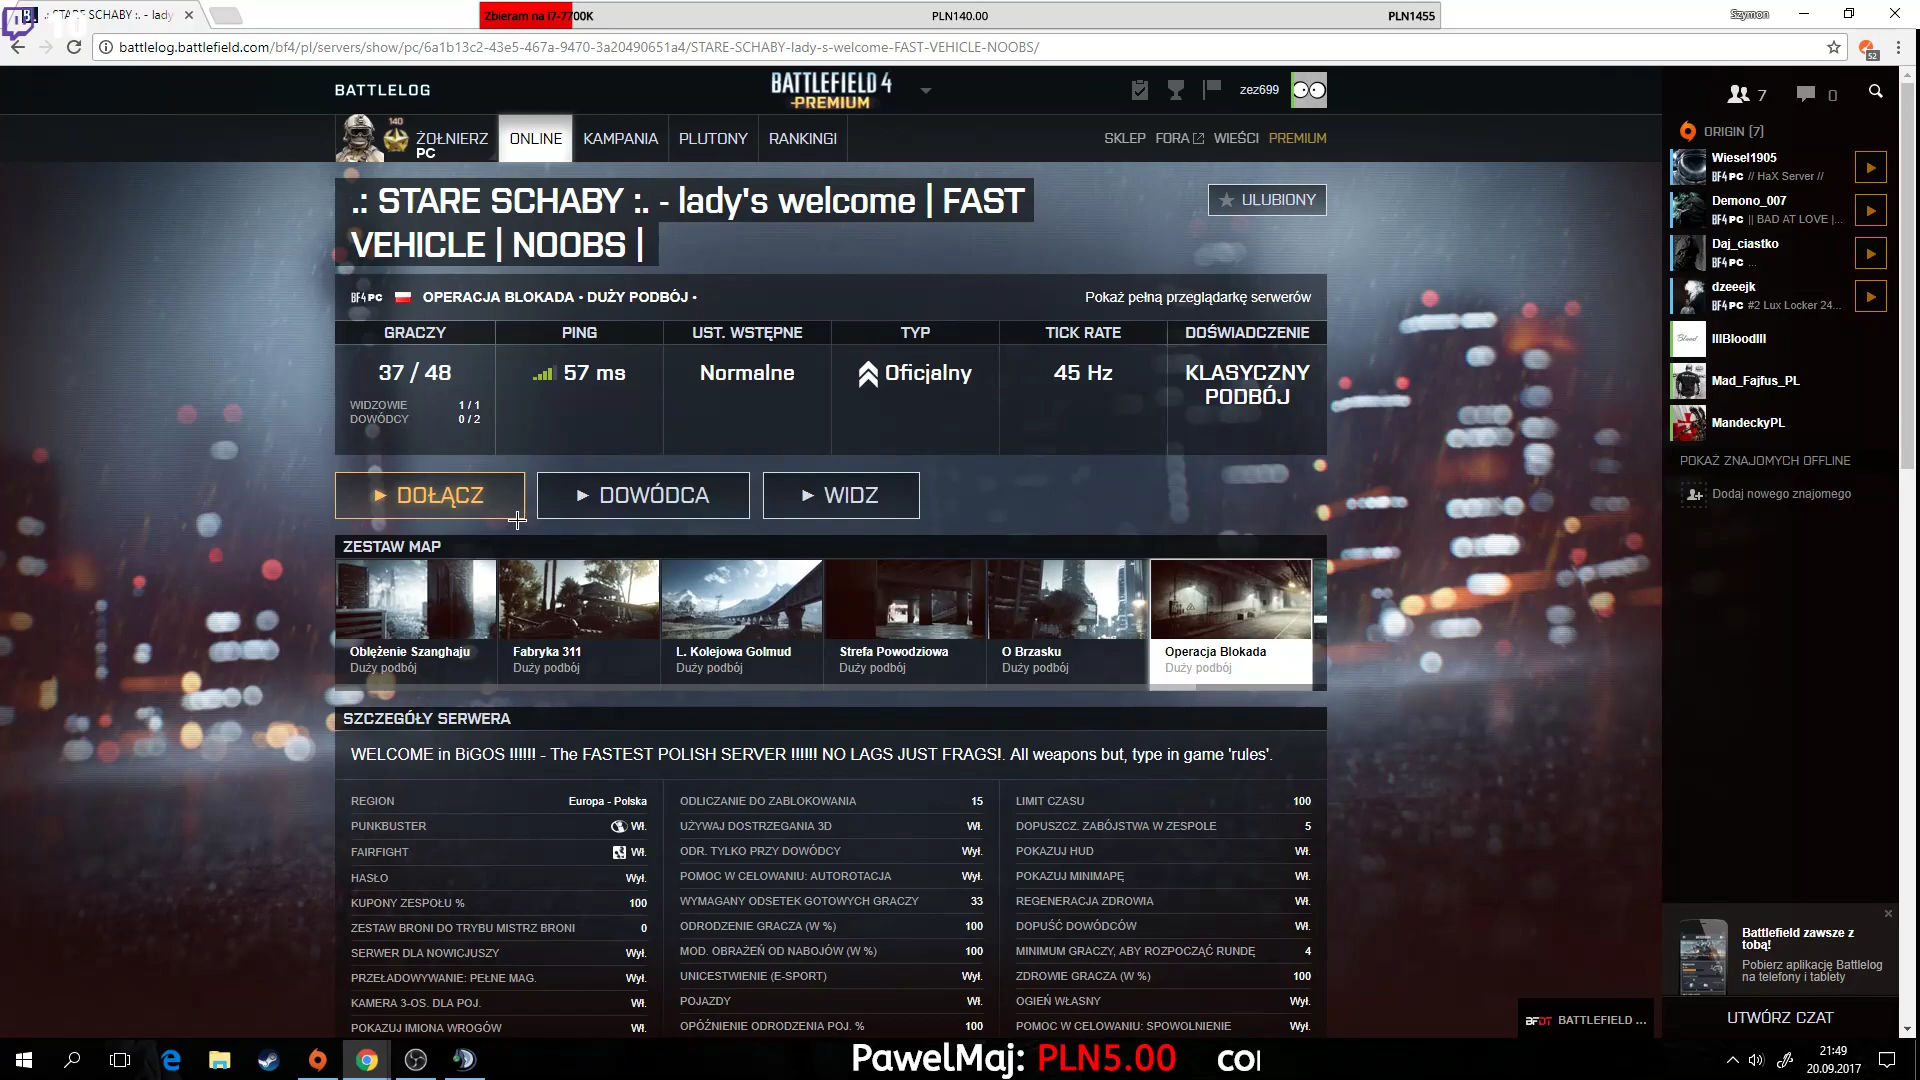 .: STARE SCHABY :. - lady
Zbieram na i7-7700K
PLN140.00
PLN1455
Szymon
battlelog.battlefield.com/bf4/pl/servers/show/pc/6a1b13c2-43e5-467a-9470-3a20490651a4/STARE-SCHABY-lady-s-welcome-FAST-VEHICLE-NOOBS/
52
BATTLELOG
BATTLEFIELD 4
PREMIUM
zez699
7
0
140
ŻOŁNIERZ
PC
ONLINE
KAMPANIA
PLUTONY
RANKINGI
SKLEP
FORA
WIEŚCI
PREMIUM
.: STARE SCHABY :. - lady's welcome | FAST
VEHICLE | NOOBS |
ULUBIONY
BF4 PC OPERACJA BLOKADA • DUŻY PODBÓJ •
Pokaż pełną przeglądarkę serwerów
GRACZY
PING
UST. WSTĘPNE
TYP
TICK RATE
DOŚWIADCZENIE
37 / 48
57 ms
Normalne
Oficjalny
45 Hz
KLASYCZNY
PODBÓJ
WIDZOWIE 1 / 1
DOWÓDCY 0 / 2
DOŁĄCZ
DOWÓDCA
WIDZ
ZESTAW MAP
Oblężenie Szanghaju
Duży podbój
Fabryka 311
Duży podbój
L. Kolejowa Golmud
Duży podbój
Strefa Powodziowa
Duży podbój
O Brzasku
Duży podbój
Operacja Blokada
Duży podbój
SZCZEGÓŁY SERWERA
WELCOME in BiGOS !!!!!! - The FASTEST POLISH SERVER !!!!!! NO LAGS JUST FRAGS!. All weapons but, type in game 'rules'.
REGION Europa - Polska
PUNKBUSTER Wł.
FAIRFIGHT Wł.
HASŁO Wył.
KUPONY ZESPOŁU % 100
ZESTAW BRONI DO TRYBU MISTRZ BRONI 0
SERWER DLA NOWICJUSZY Wył.
PRZEŁADOWYWANIE: PEŁNE MAG. Wył.
KAMERA 3-OS. DLA POJ. Wł.
POKAZUJ IMIONA WROGÓW Wł.
ODLICZANIE DO ZABLOKOWANIA 15
UŻYWAJ DOSTRZEGANIA 3D Wł.
ODR. TYLKO PRZY DOWÓDCY Wył.
POMOC W CELOWANIU: AUTOROTACJA Wył.
WYMAGANY ODSETEK GOTOWYCH GRACZY 33
ODRODZENIE GRACZA (W %) 100
MOD. OBRAŻEŃ OD NABOJÓW (W %) 100
UNICESTWIENIE (E-SPORT) Wył.
POJAZDY Wł.
OPÓŹNIENIE ODRODZENIA POJ. % 100
LIMIT CZASU 100
DOPUSZCZ. ZABÓJSTWA W ZESPOLE 5
POKAZUJ HUD Wł.
POKAZUJ MINIMAPĘ Wł.
REGENERACJA ZDROWIA Wł.
DOPUŚĆ DOWÓDCÓW Wł.
MINIMUM GRACZY, ABY ROZPOCZĄĆ RUNDĘ 4
ZDROWIE GRACZA (W %) 100
OGIEŃ WŁASNY Wył.
POMOC W CELOWANIU: SPOWOLNIENIE Wył.
ORIGIN [7]
Wiesel1905
BF4 PC // HaX Server //
Demono_007
BF4 PC || BAD AT LOVE |...
Daj_ciastko
BF4 PC ...
dzeeejk
BF4 PC #2 Lux Locker 24...
IIIBloodIII
Mad_Fajfus_PL
MandeckyPL
POKAŻ ZNAJOMYCH OFFLINE
Dodaj nowego znajomego
Battlefield zawsze z
tobą!
Pobierz aplikację Battlelog
na telefony i tablety
BFDT BATTLEFIELD ...
UTWÓRZ CZAT
PawelMaj: PLN5.00
21:49
20.09.2017